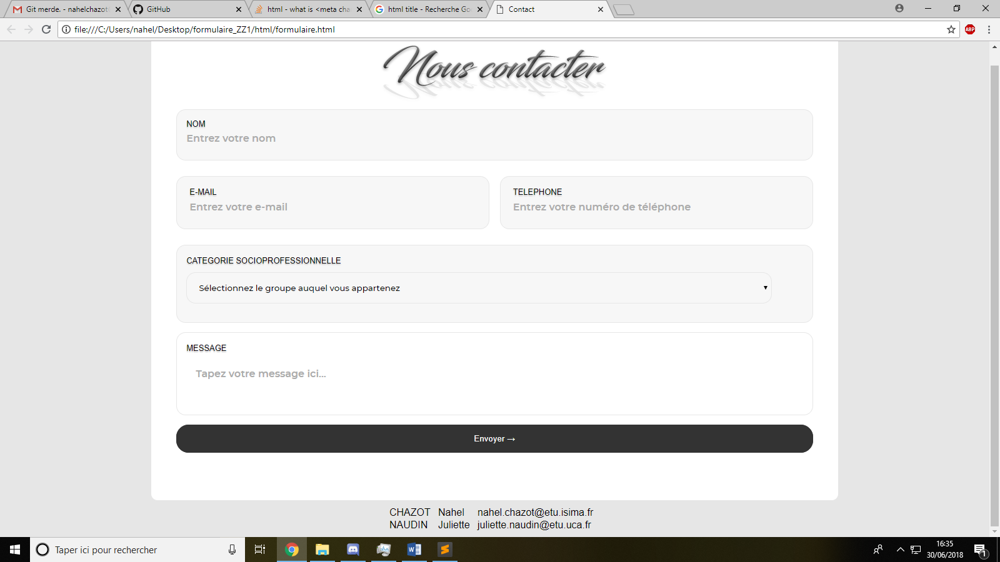 Git merde. - nahelchazot
GitHub
html - what is <meta cha
html title - Recherche Go
Contact
file:///C:/Users/nahel/Desktop/formulaire_ZZ1/html/formulaire.html
ABP
Nous contacter
NOM
Entrez votre nom
E-MAIL
Entrez votre e-mail
TELEPHONE
Entrez votre numéro de téléphone
CATEGORIE SOCIOPROFESSIONNELLE
Sélectionnez le groupe auquel vous appartenez
MESSAGE
Tapez votre message ici...
Envoyer →
CHAZOT Nahel nahel.chazot@etu.isima.fr
NAUDIN Juliette juliette.naudin@etu.uca.fr
Taper ici pour rechercher
16:35
30/06/2018
1